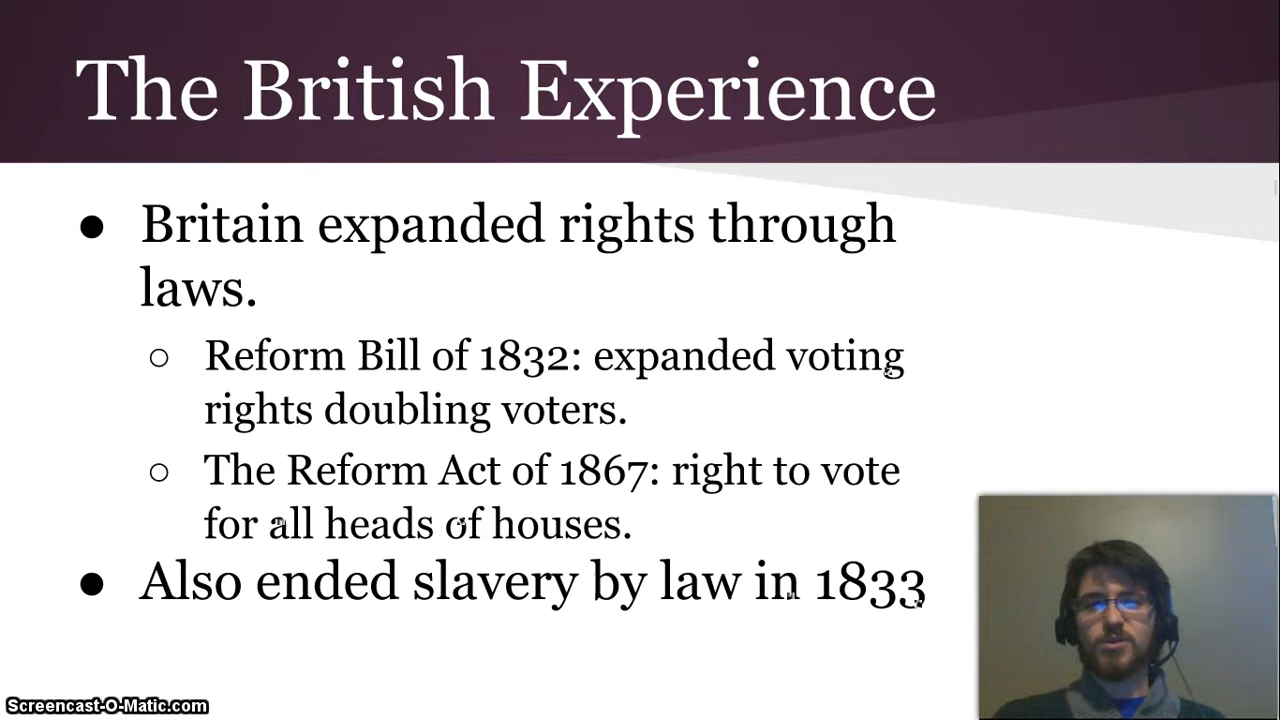 The British Experience
● Britain expanded rights through
laws.
○ Reform Bill of 1832: expanded voting
rights doubling voters.
○ The Reform Act of 1867: right to vote
for all heads of houses.
● Also ended slavery by law in 1833
Screencast-O-Matic.com